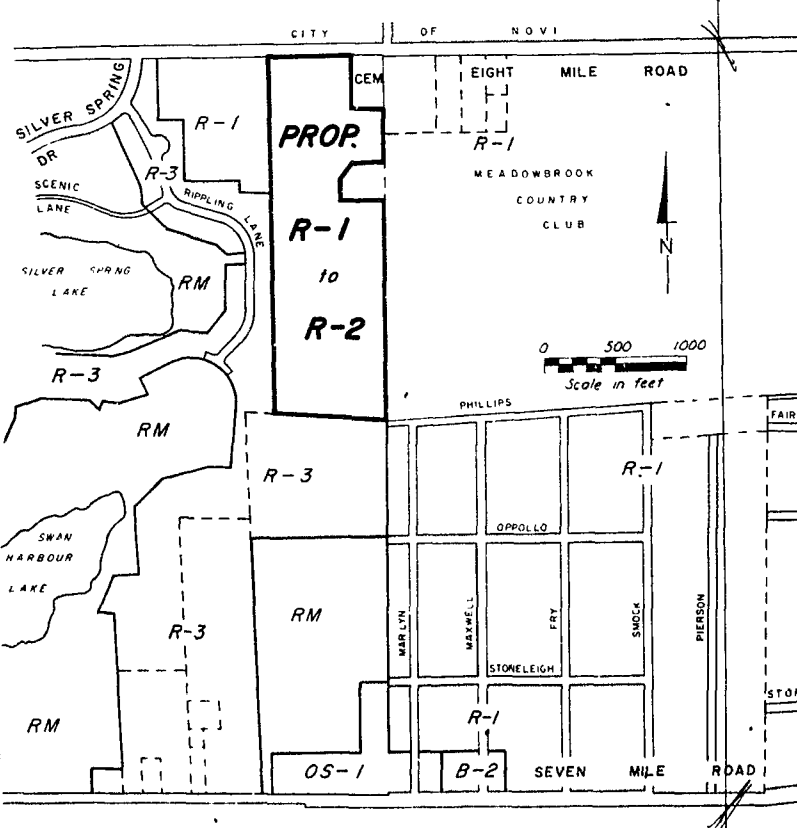 CITY OF NOVI
CEM
EIGHT MILE ROAD
SILVER SPRING
DR
R-1
PROP.
R-1
R-3
MEADOWBROOK
COUNTRY
CLUB
SCENIC
LANE
RIPPLING LANE
R-1
to
R-2
N
SILVER SPRING
LAKE
RM
0 500 1000
Scale in feet
R-3
PHILLIPS
FAIR
RM
R-3
R-1
OPPOLLO
SWAN
HARBOUR
LAKE
RM
MARLYN
MAXWELL
FRY
SMOCK
PIERSON
R-3
STONELEIGH
STOP
RM
R-1
OS-1
B-2
SEVEN MILE ROAD